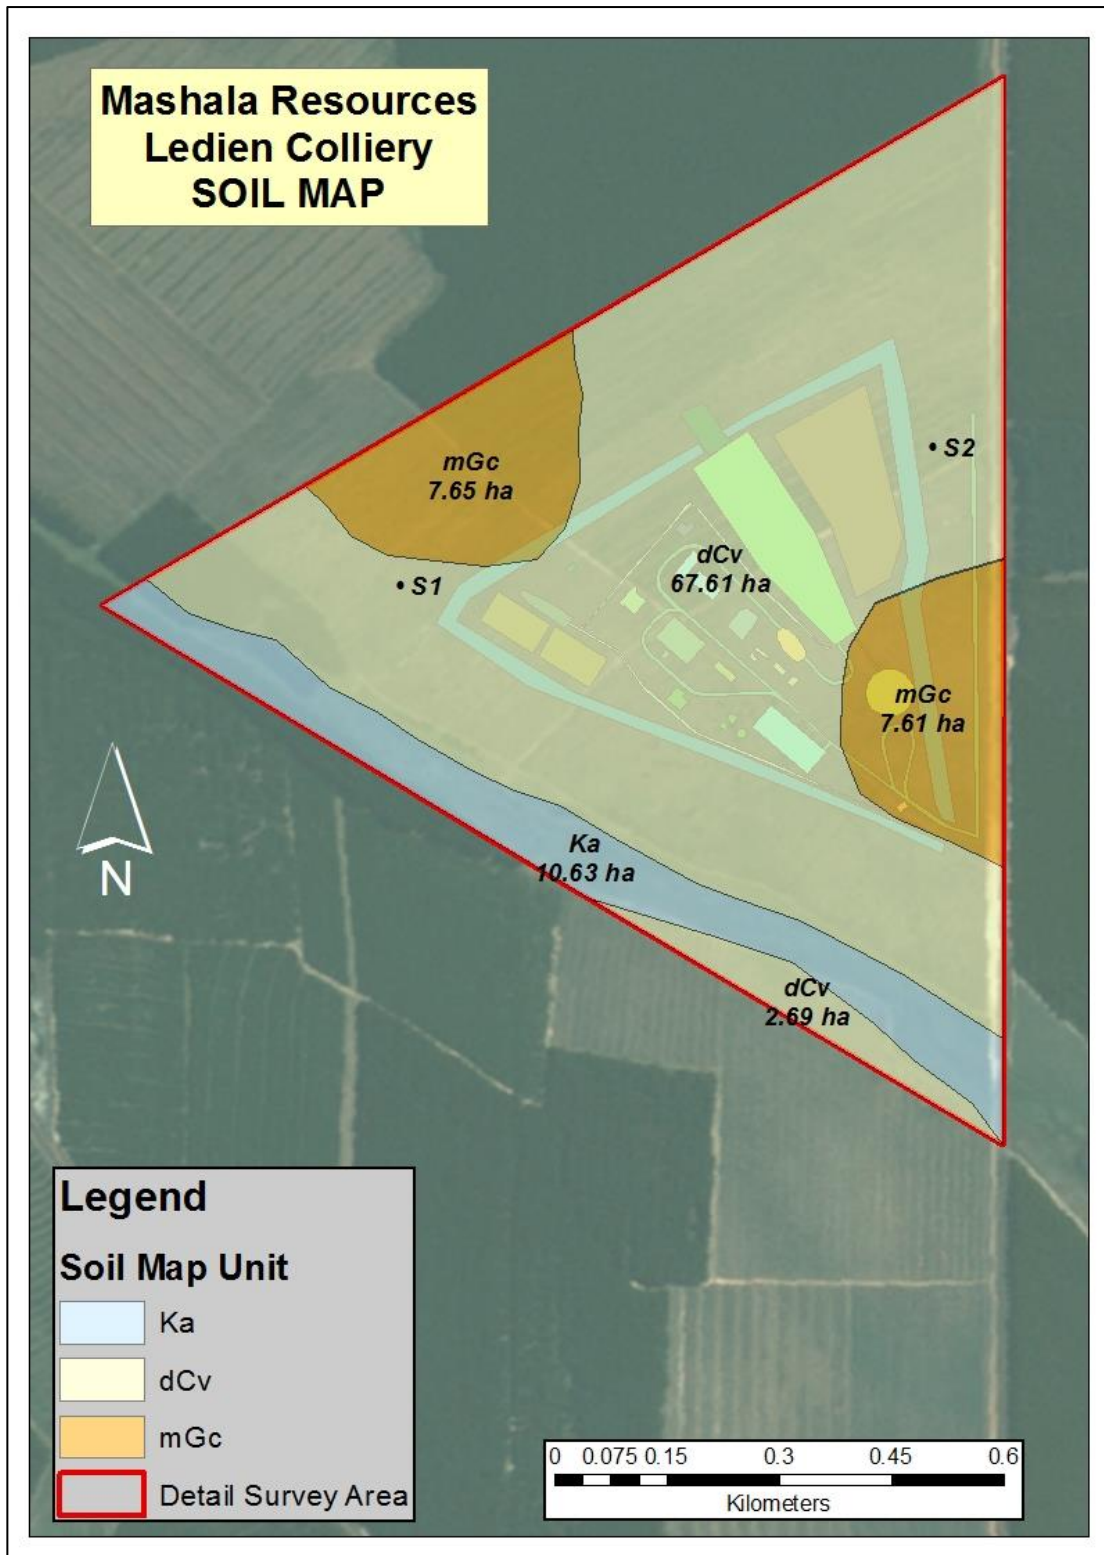 Mashala Resources
Ledien Colliery
SOIL MAP
mGc
7.65 ha
S2
dCv
67.61 ha
S1
mGc
7.61 ha
Ka
10.63 ha
N
dCv
2.69 ha
Legend
Soil Map Unit
Ka
dCv
mGc
Detail Survey Area
0 0.075 0.15 0.3 0.45 0.6
Kilometers